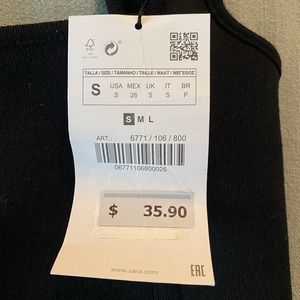 FSC
TALLA / SIZE / TAMANHO / TAILLE / MAAT / ΜΕΓΕΘΟΣ
S
USA MEX UK IT BR
S 26 S S P
S M L
ART.: 6771 / 106 / 800
06771106800026
$ 35.90
www.zara.com
EAC